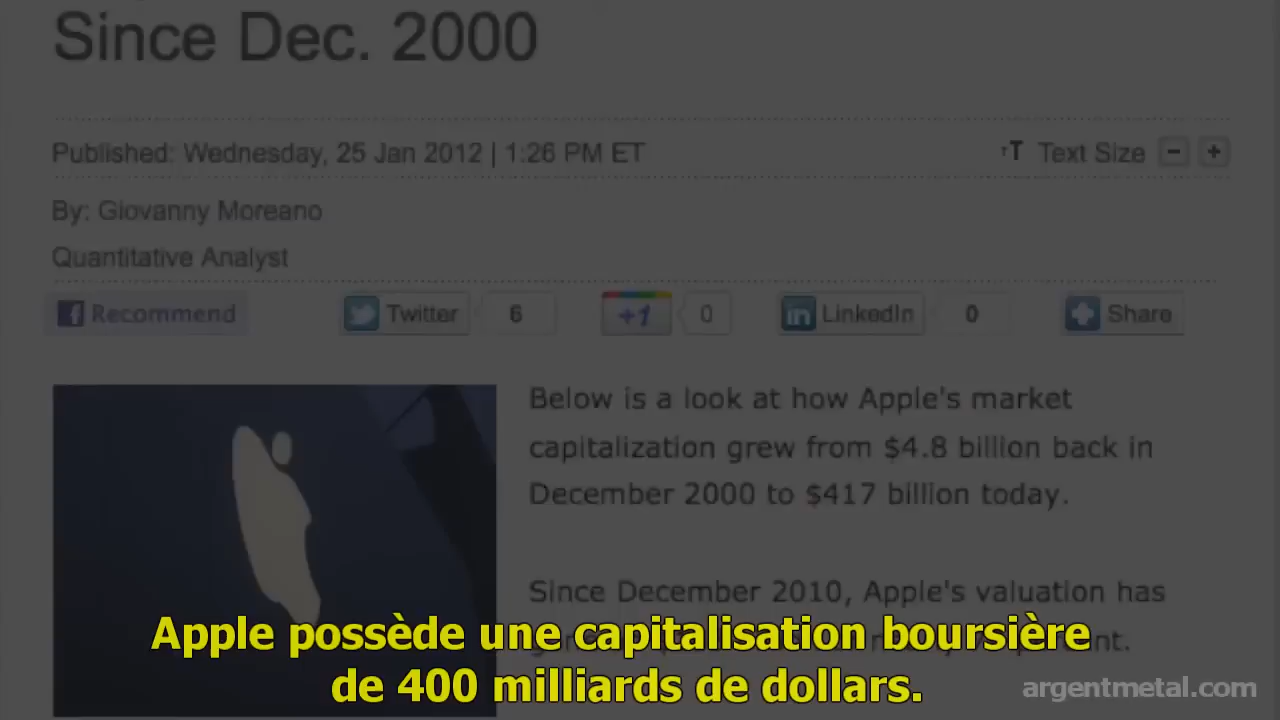 Since Dec. 2000
Published: Wednesday, 25 Jan 2012 | 1:26 PM ET
TT Text Size - +
By: Giovanny Moreano
Quantitative Analyst
Recommend Twitter 6 +1 0 LinkedIn 0 Share
Below is a look at how Apple's market
capitalization grew from $4.8 billion back in
December 2000 to $417 billion today.
Since December 2010, Apple's valuation has
Apple possède une capitalisation boursière
de 400 milliards de dollars.
argentmetal.com